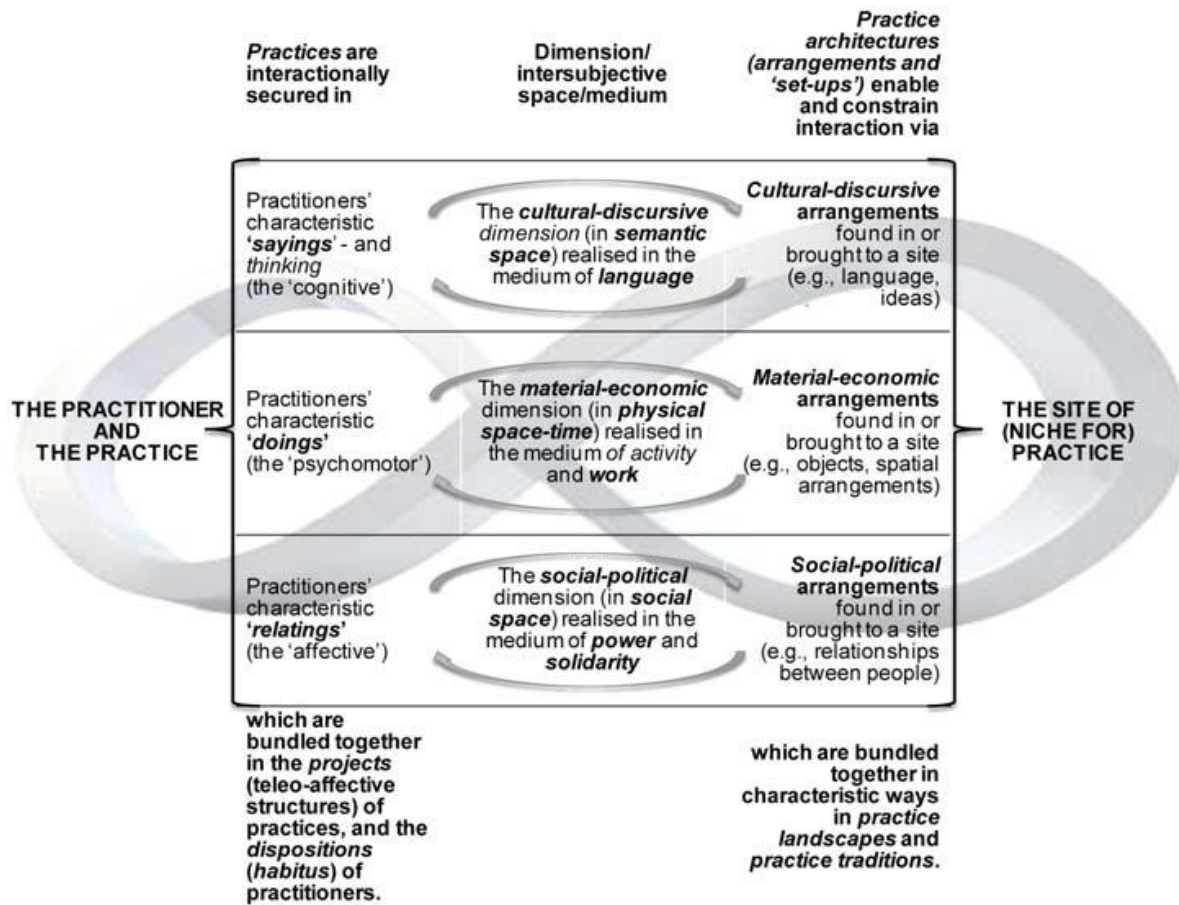 Practices are
interactionally
secured in
Dimension/
intersubjective
space/medium
Practice
architectures
(arrangements and
‘set-ups’) enable
and constrain
interaction via
THE PRACTITIONER
AND
THE PRACTICE
Practitioners’
characteristic
‘sayings’ - and
thinking
(the ‘cognitive’)
The cultural-discursive
dimension (in semantic
space) realised in the
medium of language
Cultural-discursive
arrangements
found in or
brought to a site
(e.g., language,
ideas)
Practitioners’
characteristic
‘doings’
(the ‘psychomotor’)
The material-economic
dimension (in physical
space-time) realised in
the medium of activity
and work
Material-economic
arrangements
found in or
brought to a site
(e.g., objects, spatial
arrangements)
Practitioners’
characteristic
‘relatings’
(the ‘affective’)
The social-political
dimension (in social
space) realised in the
medium of power and
solidarity
Social-political
arrangements
found in or
brought to a site
(e.g., relationships
between people)
THE SITE OF
(NICHE FOR)
PRACTICE
which are
bundled together
in the projects
(teleo-affective
structures) of
practices, and the
dispositions
(habitus) of
practitioners.
which are bundled
together in
characteristic ways
in practice
landscapes and
practice traditions.